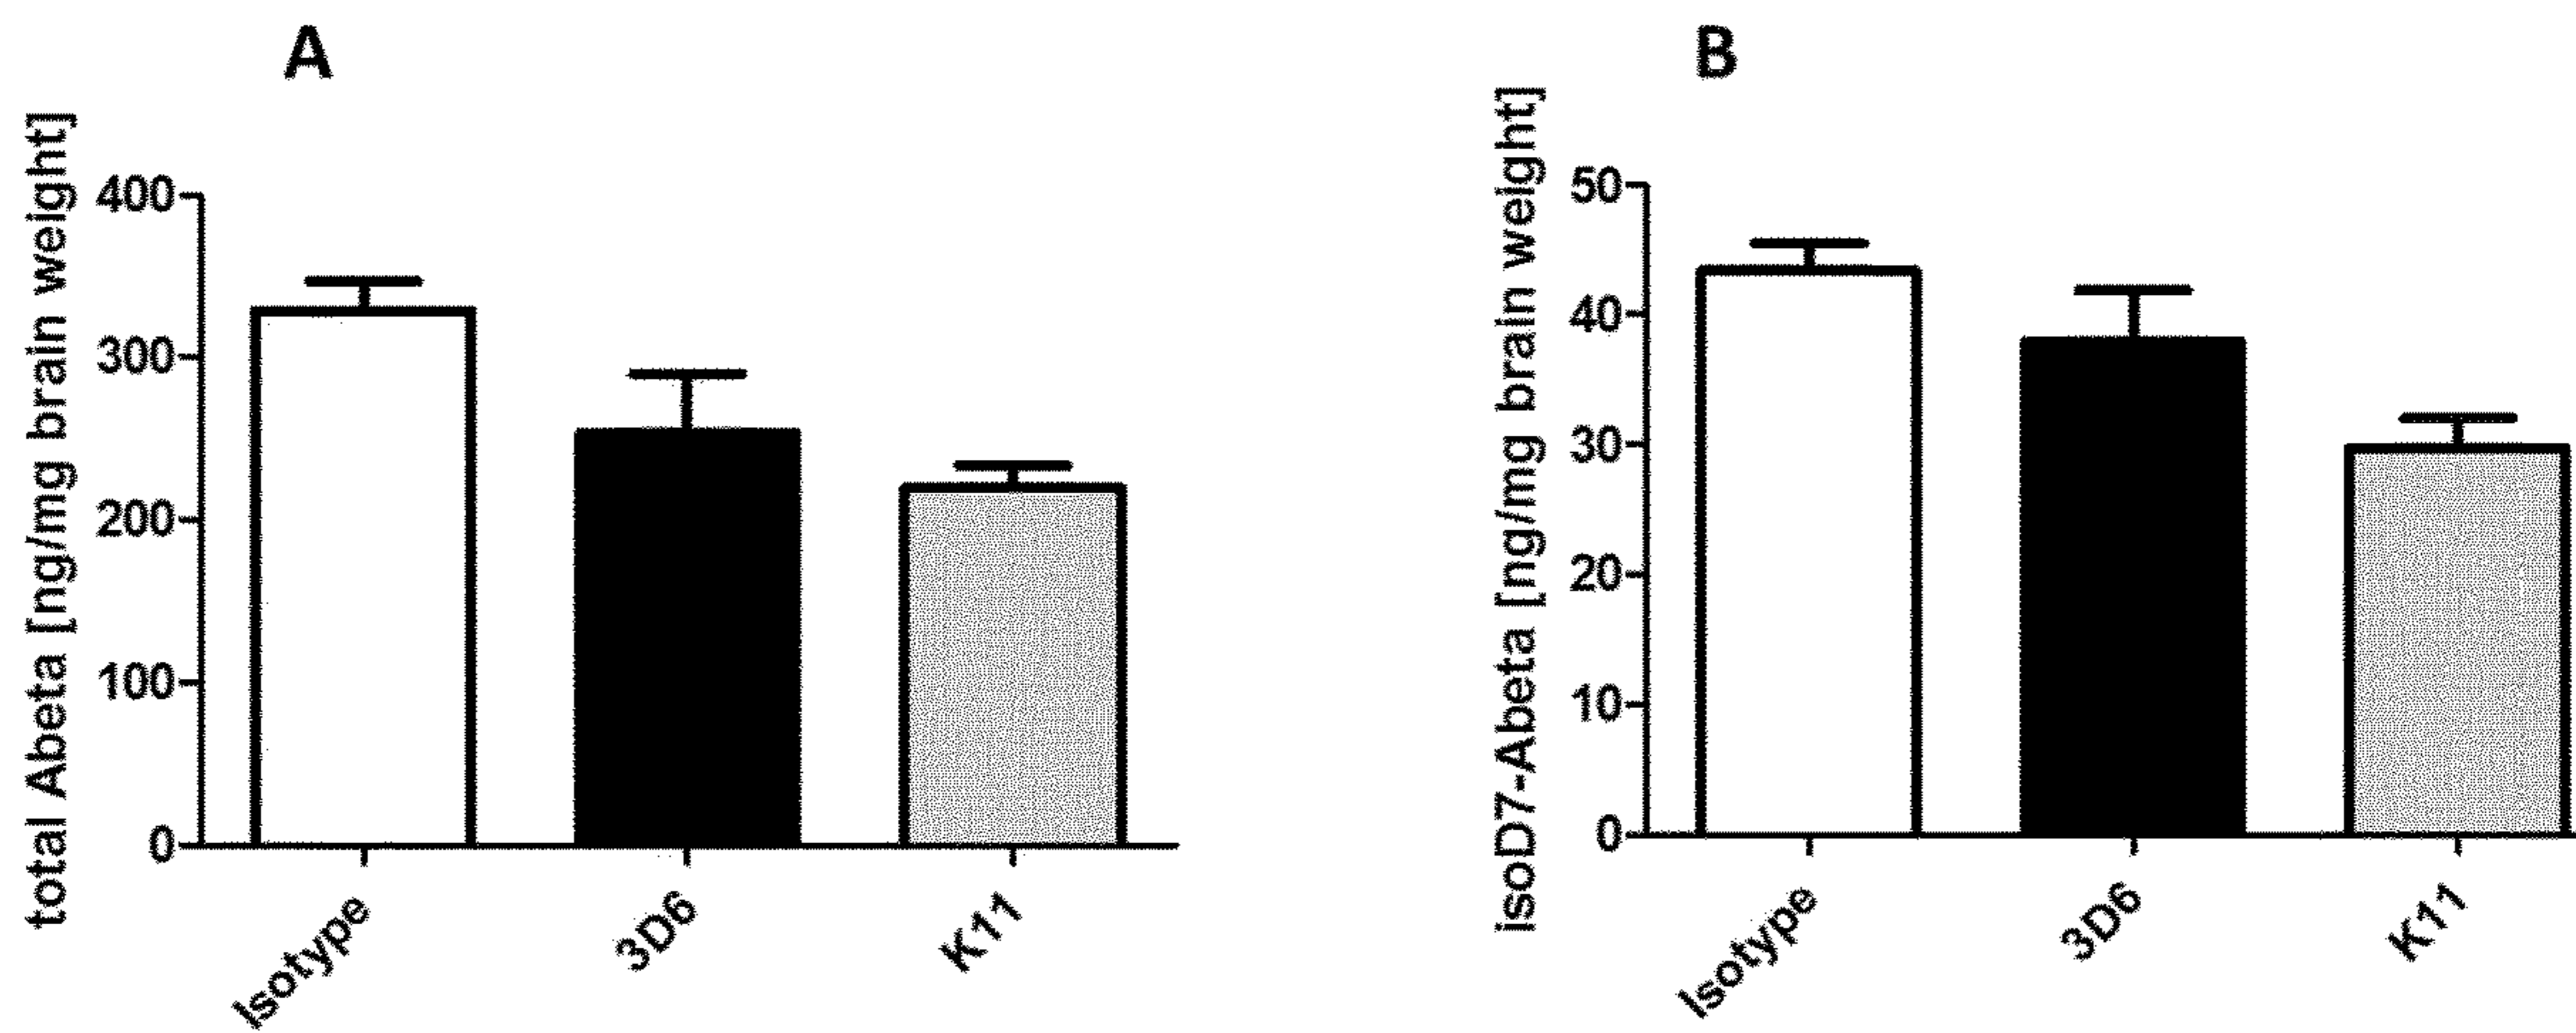 A
total Abeta [ng/mg brain weight]
400
300
200
100
0
Isotype
3D6
K11
B
isoD7-Abeta [ng/mg brain weight]
50
40
30
20
10
0
Isotype
3D6
K11